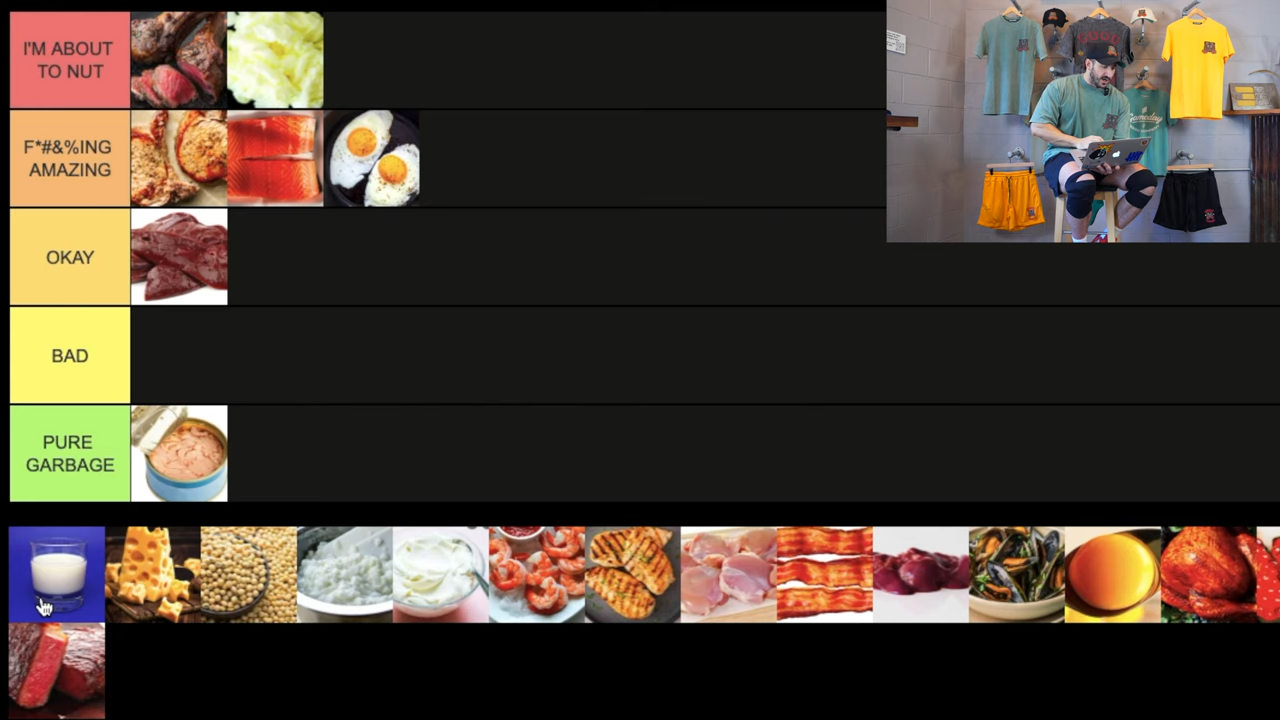 I'M ABOUT
TO NUT
F*#&%ING
AMAZING
OKAY
BAD
PURE
GARBAGE